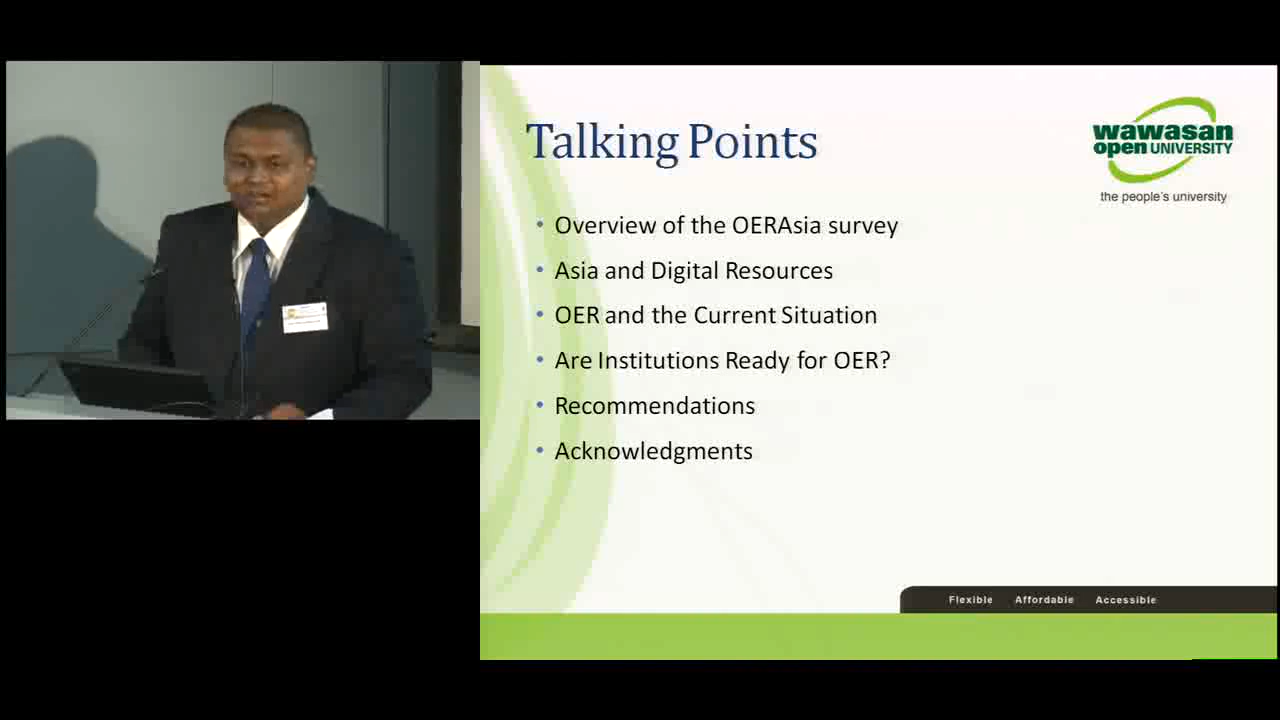 Talking Points
wawasan
open UNIVERSITY
the people's university
• Overview of the OERAsia survey
• Asia and Digital Resources
• OER and the Current Situation
• Are Institutions Ready for OER?
• Recommendations
• Acknowledgments
Flexible Affordable Accessible